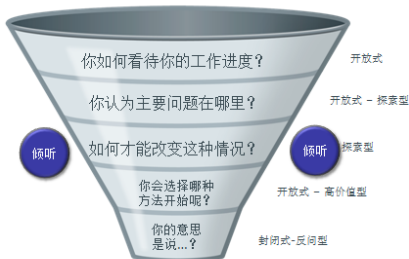 你如何看待你的工作进度？
开放式
你认为主要问题在哪里？
开放式 - 探索型
倾听
如何才能改变这种情况？
倾听
探索型
你会选择哪种
方法开始呢？
开放式 - 高价值型
你的意思
是说...？
封闭式-反问型